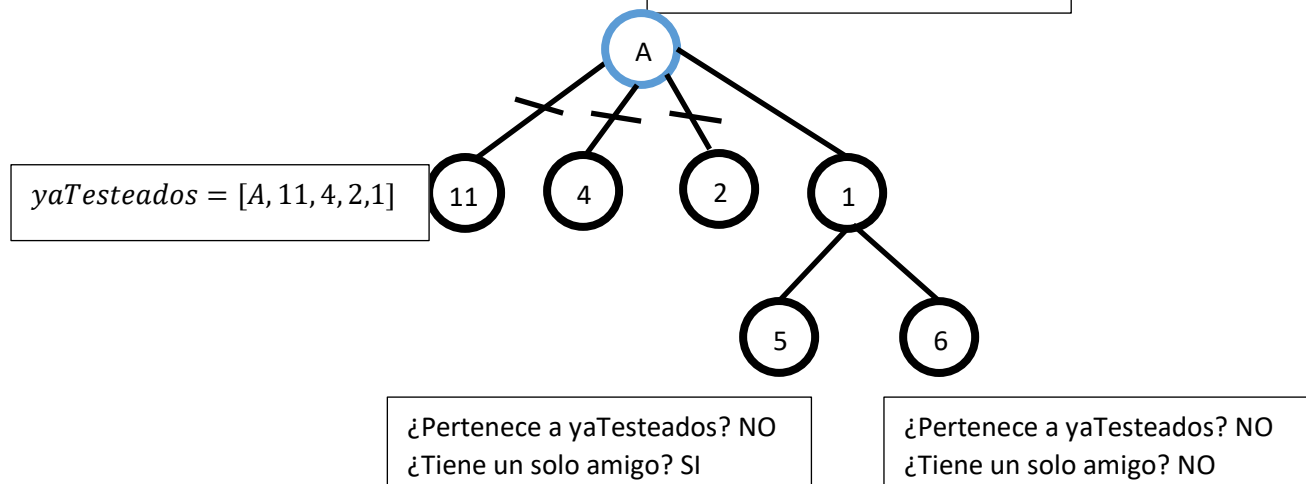 A
yaTesteados = [A, 11, 4, 2,1]
11
4
2
1
5
6
¿Pertenece a yaTesteados? NO
¿Tiene un solo amigo? SI
¿Pertenece a yaTesteados? NO
¿Tiene un solo amigo? NO